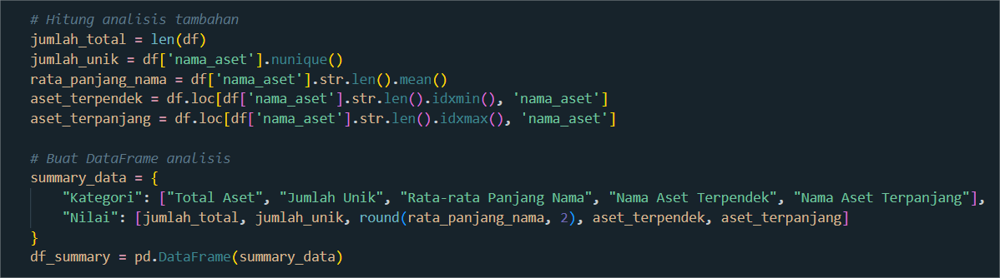 # Hitung analisis tambahan
jumlah_total = len(df)
jumlah_unik = df['nama_aset'].nunique()
rata_panjang_nama = df['nama_aset'].str.len().mean()
aset_terpendek = df.loc[df['nama_aset'].str.len().idxmin(), 'nama_aset']
aset_terpanjang = df.loc[df['nama_aset'].str.len().idxmax(), 'nama_aset']

# Buat DataFrame analisis
summary_data = {
    "Kategori": ["Total Aset", "Jumlah Unik", "Rata-rata Panjang Nama", "Nama Aset Terpendek", "Nama Aset Terpanjang"],
    "Nilai": [jumlah_total, jumlah_unik, round(rata_panjang_nama, 2), aset_terpendek, aset_terpanjang]
}
df_summary = pd.DataFrame(summary_data)